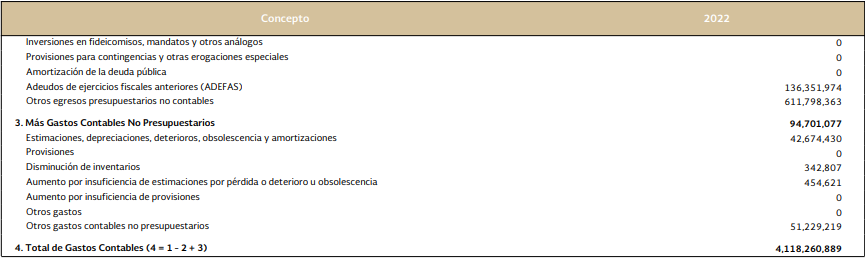 Concepto 2022
Inversiones en fideicomisos, mandatos y otros análogos 0
Provisiones para contingencias y otras erogaciones especiales 0
Amortización de la deuda pública 0
Adeudos de ejercicios fiscales anteriores (ADEFAS) 136,351,974
Otros egresos presupuestarios no contables 611,798,363
3. Más Gastos Contables No Presupuestarios 94,701,077
Estimaciones, depreciaciones, deterioros, obsolescencia y amortizaciones 42,674,430
Provisiones 0
Disminución de inventarios 342,807
Aumento por insuficiencia de estimaciones por pérdida o deterioro u obsolescencia 454,621
Aumento por insuficiencia de provisiones 0
Otros gastos 0
Otros gastos contables no presupuestarios 51,229,219
4. Total de Gastos Contables (4 = 1 - 2 + 3) 4,118,260,889